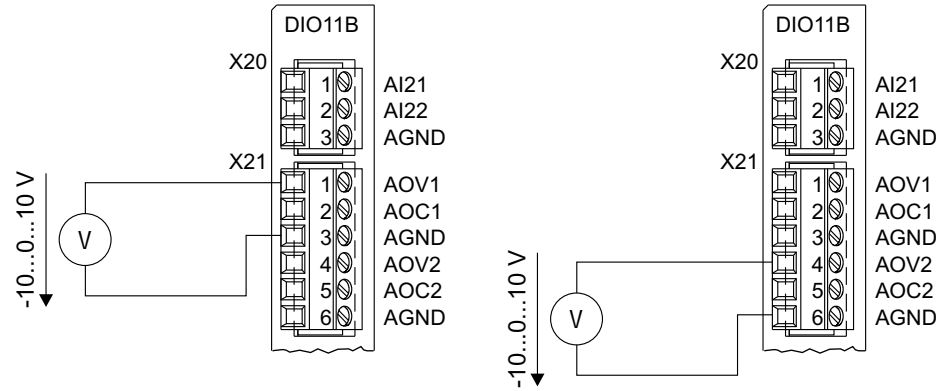 DIO11B
X20
1 AI21
2 AI22
3 AGND
X21
1 AOV1
2 AOC1
3 AGND
4 AOV2
5 AOC2
6 AGND
-10...0...10 V
V
DIO11B
X20
1 AI21
2 AI22
3 AGND
X21
1 AOV1
2 AOC1
3 AGND
4 AOV2
5 AOC2
6 AGND
-10...0...10 V
V